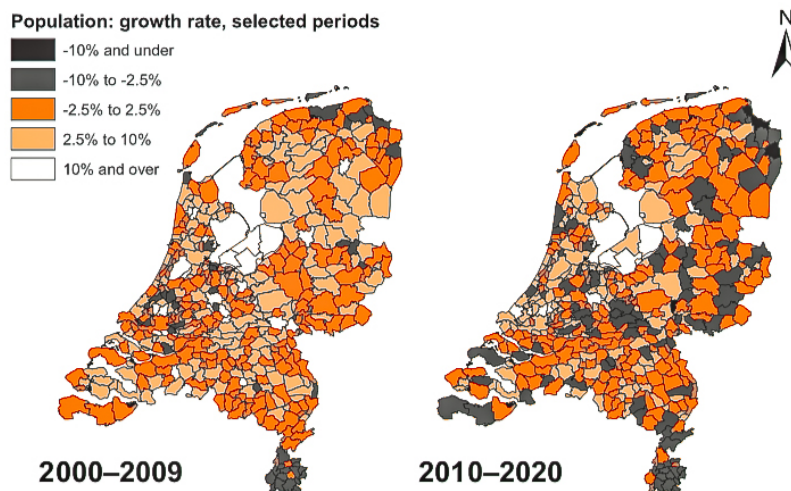 Population: growth rate, selected periods
-10% and under
-10% to -2.5%
-2.5% to 2.5%
2.5% to 10%
10% and over
N
2000–2009
2010–2020